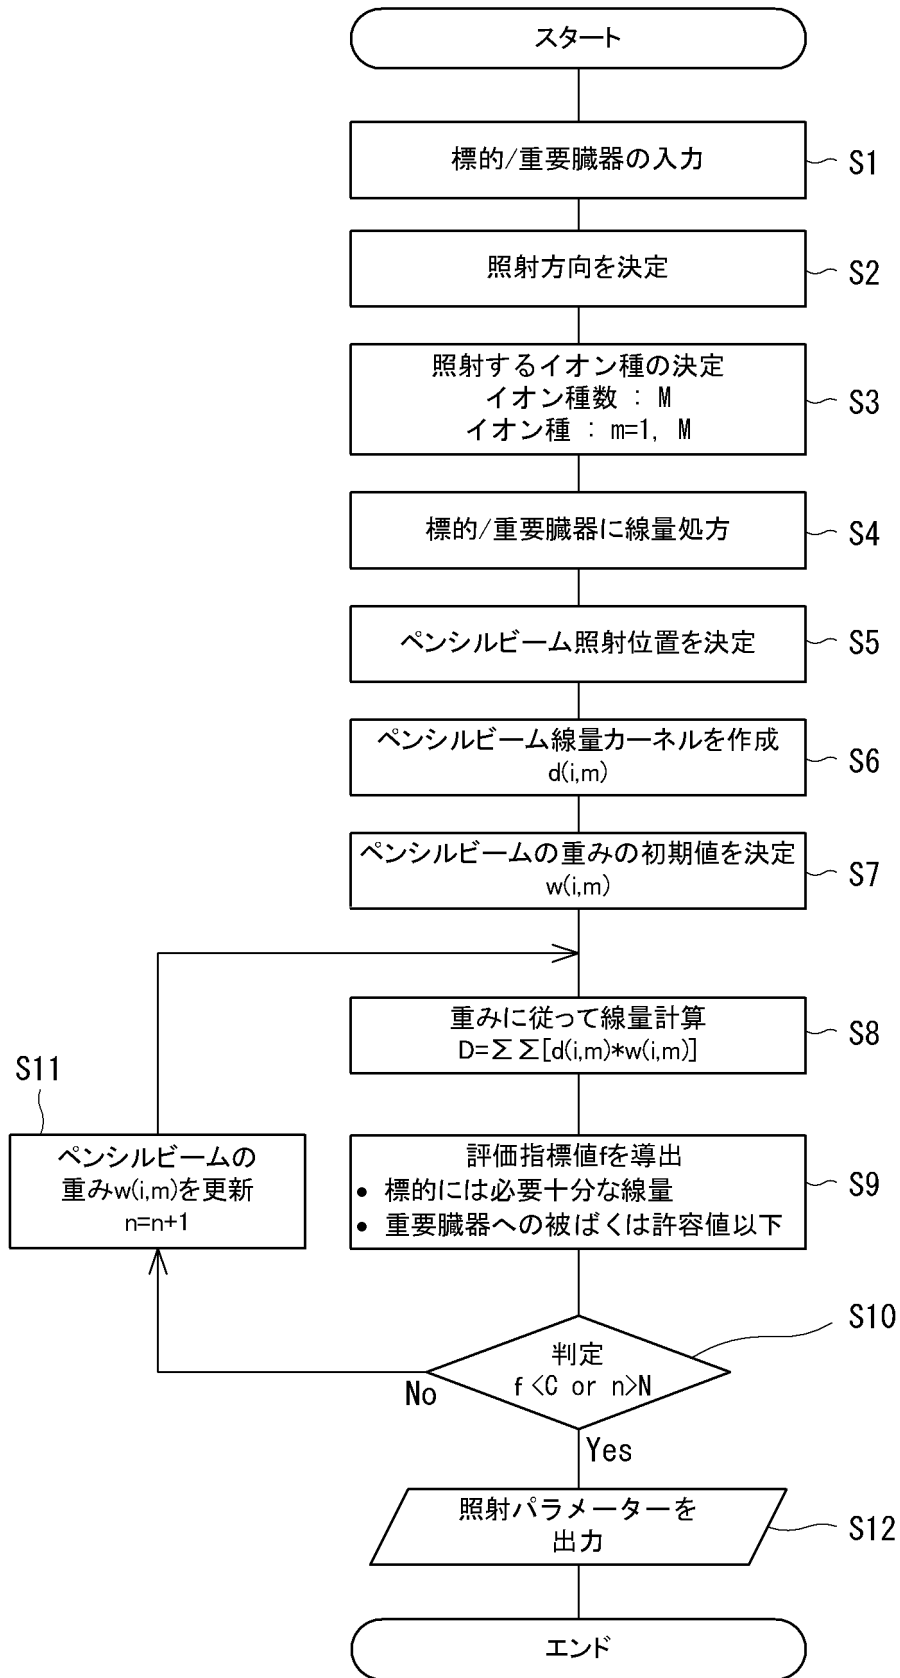 スタート
標的/重要臓器の入力
S1
照射方向を決定
S2
照射するイオン種の決定
イオン種数 : M
イオン種 : m=1, M
S3
標的/重要臓器に線量処方
S4
ペンシルビーム照射位置を決定
S5
ペンシルビーム線量カーネルを作成
d(i,m)
S6
ペンシルビームの重みの初期値を決定
w(i,m)
S7
重みに従って線量計算
D=ΣΣ[d(i,m)*w(i,m)]
S8
S11
ペンシルビームの
重みw(i,m)を更新
n=n+1
評価指標値fを導出
• 標的には必要十分な線量
• 重要臓器への被ばくは許容値以下
S9
判定
f <C or n>N
S10
No
Yes
照射パラメーターを
出力
S12
エンド